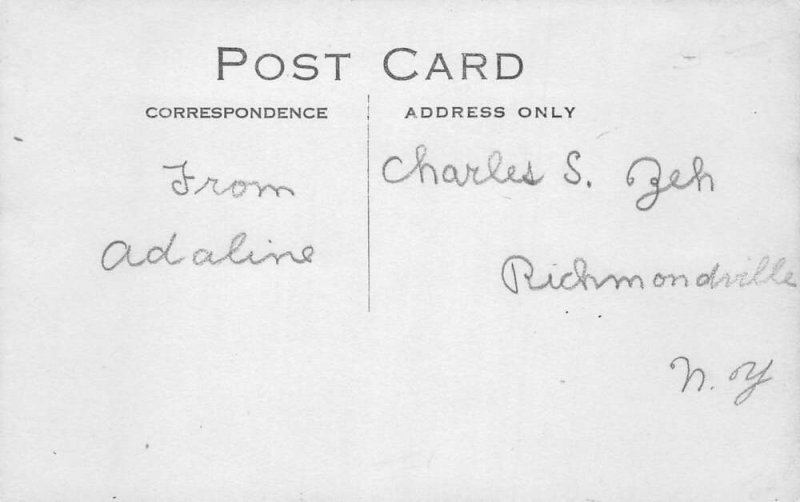 POST CARD
CORRESPONDENCE
ADDRESS ONLY
From
Adaline
Charles S. Zeh
Richmondville
N. Y